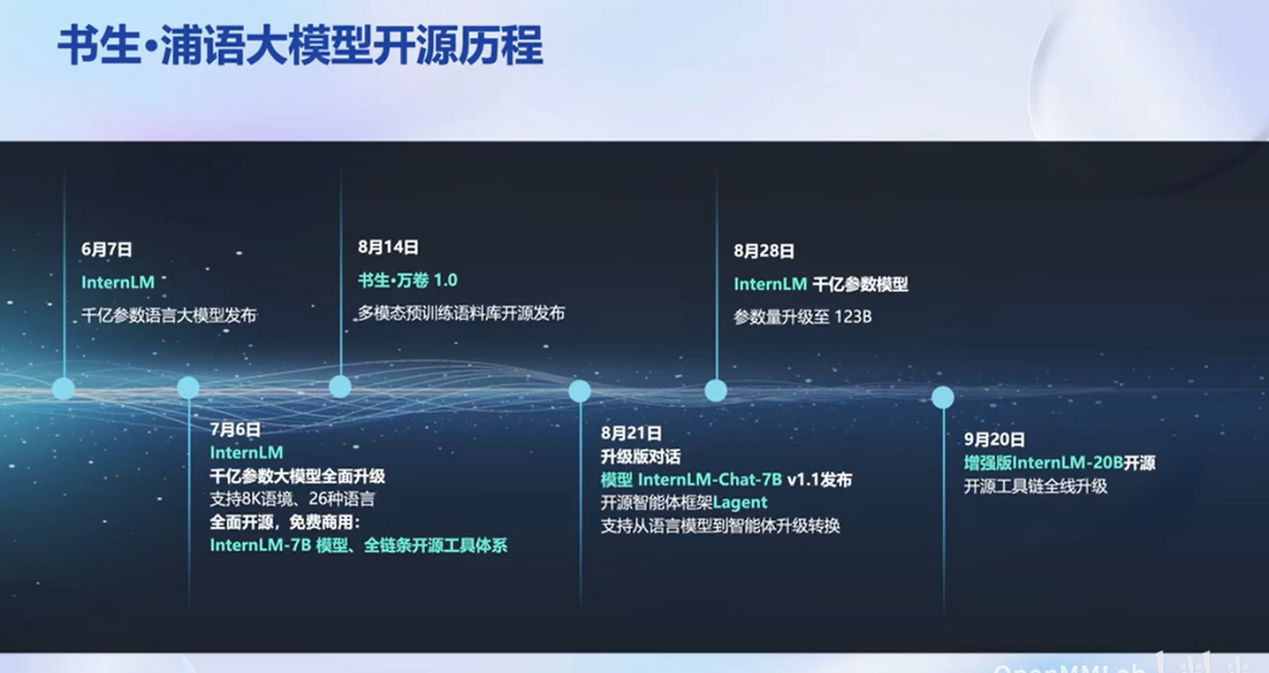 书生•浦语大模型开源历程
6月7日
InternLM
千亿参数语言大模型发布
7月6日
InternLM
千亿参数大模型全面升级
支持8K语境、26种语言
全面开源，免费商用：
InternLM-7B 模型、全链条开源工具体系
8月14日
书生•万卷 1.0
多模态预训练语料库开源发布
8月21日
升级版对话
模型 InternLM-Chat-7B v1.1发布
开源智能体框架Lagent
支持从语言模型到智能体升级转换
8月28日
InternLM 千亿参数模型
参数量升级至 123B
9月20日
增强版InternLM-20B开源
开源工具链全线升级
OpenMMLab